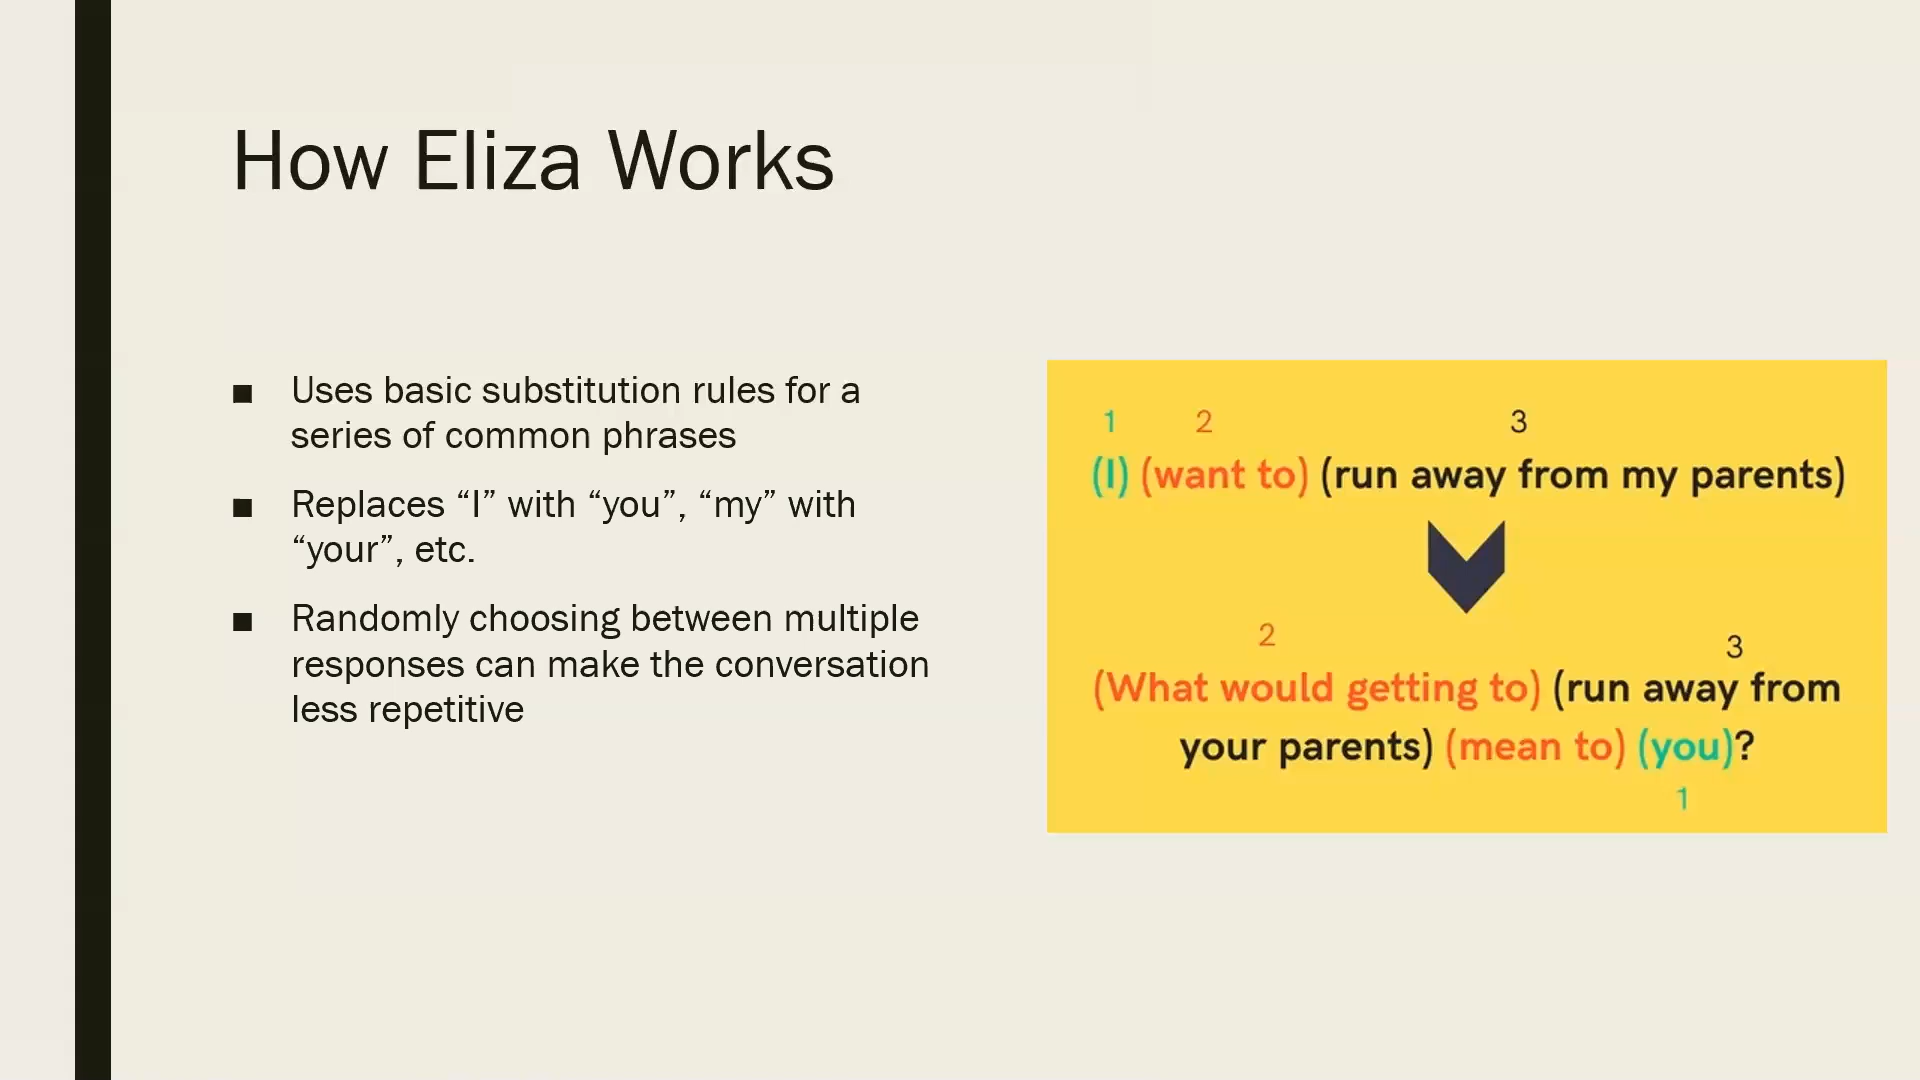 How Eliza Works
■ Uses basic substitution rules for a
series of common phrases
■ Replaces “I” with “you”, “my” with
“your”, etc.
■ Randomly choosing between multiple
responses can make the conversation
less repetitive
1 2 3
(I) (want to) (run away from my parents)
2 3
(What would getting to) (run away from
your parents) (mean to) (you)?
1